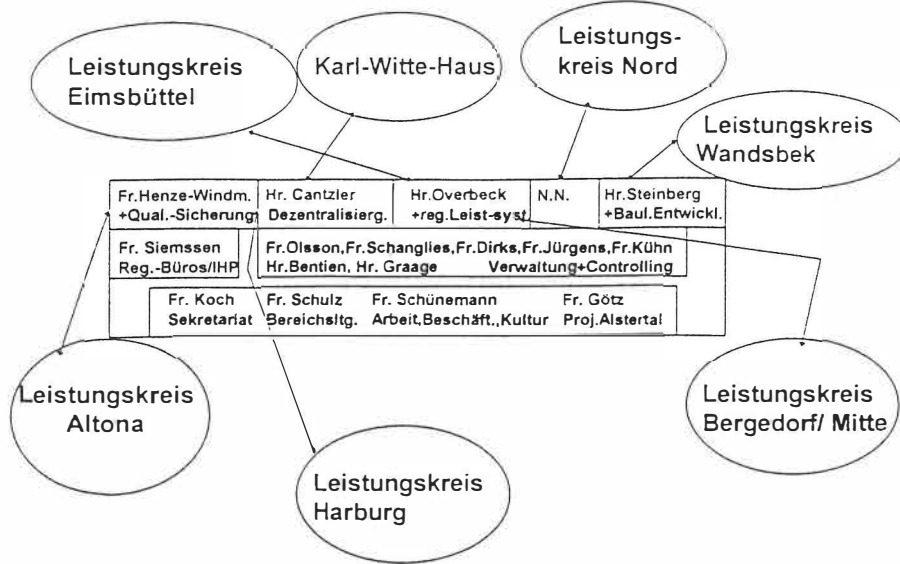 Leistungskreis
Eimsbüttel
Karl-Witte-Haus
Leistungs-
kreis Nord
Leistungskreis
Wandsbek
Fr.Henze-Windm.
+Qual.-Sicherung
Hr. Cantzler
Dezentralisierg.
Hr.Overbeck
+reg.Leist-syst.
N.N.
Hr.Steinberg
+Baul.Entwickl.
Fr. Siemssen
Reg.-Büros/IHP
Fr.Olsson,Fr.Schanglies,Fr.Dirks,Fr.Jürgens,Fr.Kühn
Hr.Bentien, Hr. Graage Verwaltung+Controlling
Fr. Koch
Sekretariat
Fr. Schulz
Bereichsltg.
Fr. Schünemann
Arbeit,Beschäft.,Kultur
Fr. Götz
Proj.Alstertal
Leistungskreis
Altona
Leistungskreis
Bergedorf/ Mitte
Leistungskreis
Harburg